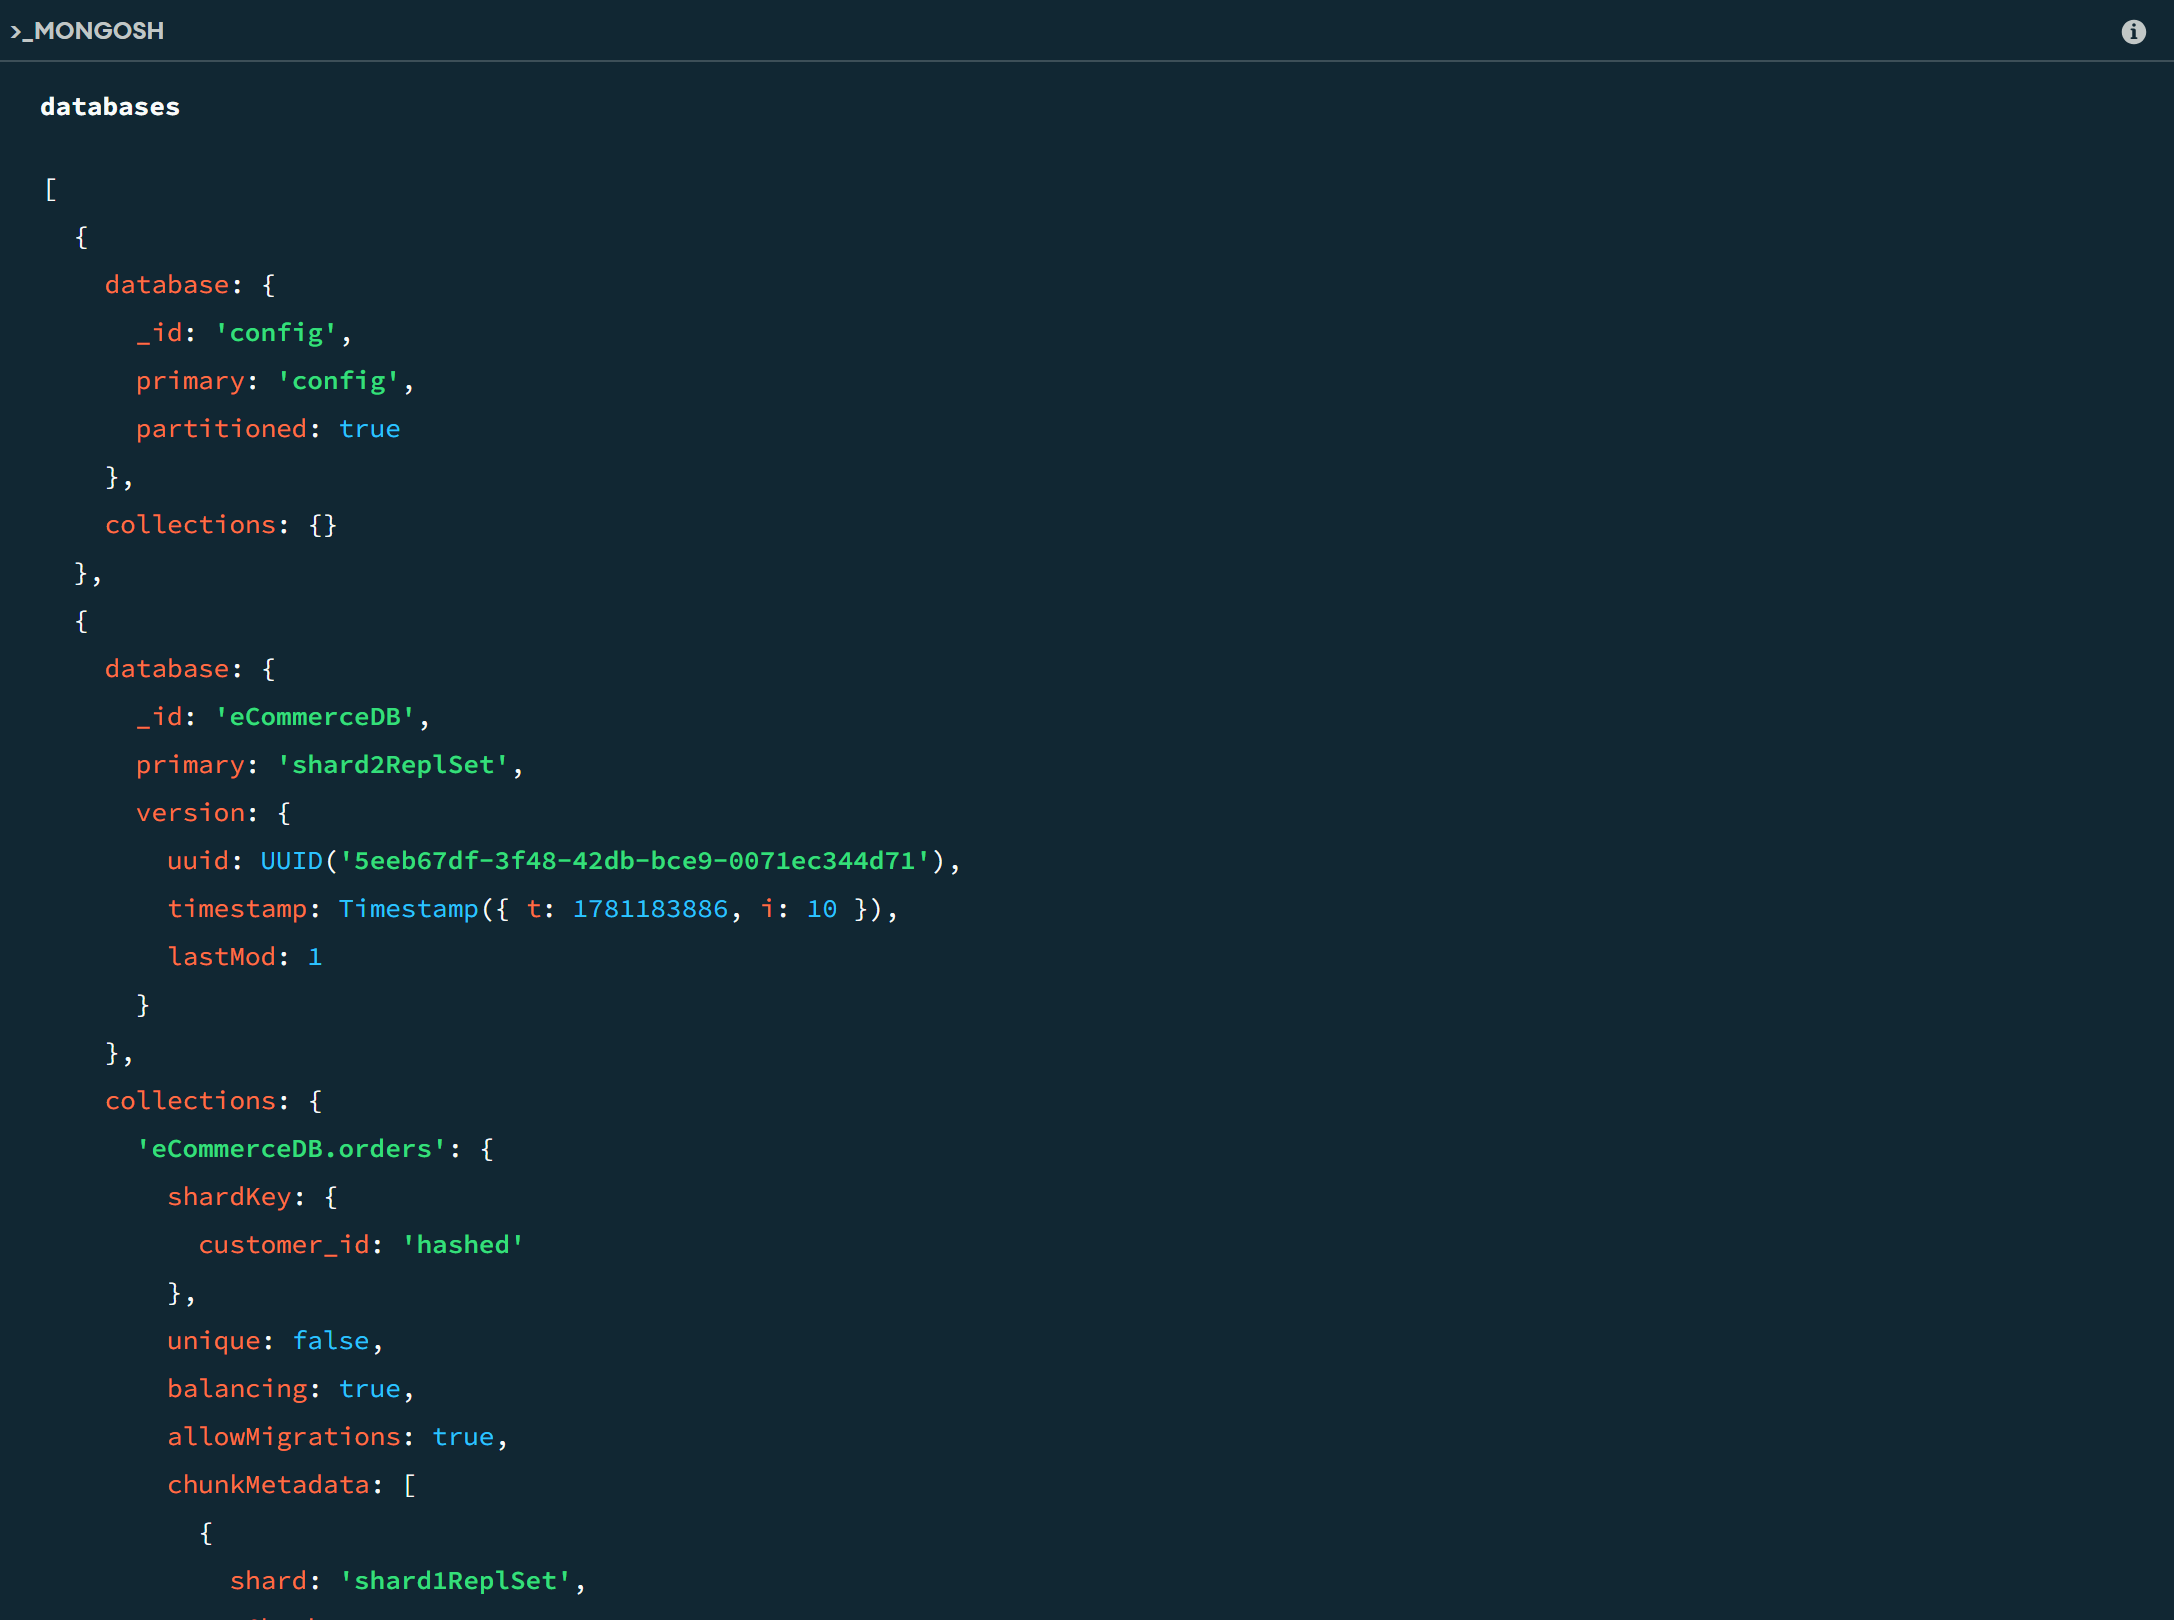 >_MONGOSH
databases
[
  {
    database: {
      _id: 'config',
      primary: 'config',
      partitioned: true
    },
    collections: {}
  },
  {
    database: {
      _id: 'eCommerceDB',
      primary: 'shard2ReplSet',
      version: {
        uuid: UUID('5eeb67df-3f48-42db-bce9-0071ec344d71'),
        timestamp: Timestamp({ t: 1781183886, i: 10 }),
        lastMod: 1
      }
    },
    collections: {
      'eCommerceDB.orders': {
        shardKey: {
          customer_id: 'hashed'
        },
        unique: false,
        balancing: true,
        allowMigrations: true,
        chunkMetadata: [
          {
            shard: 'shard1ReplSet',